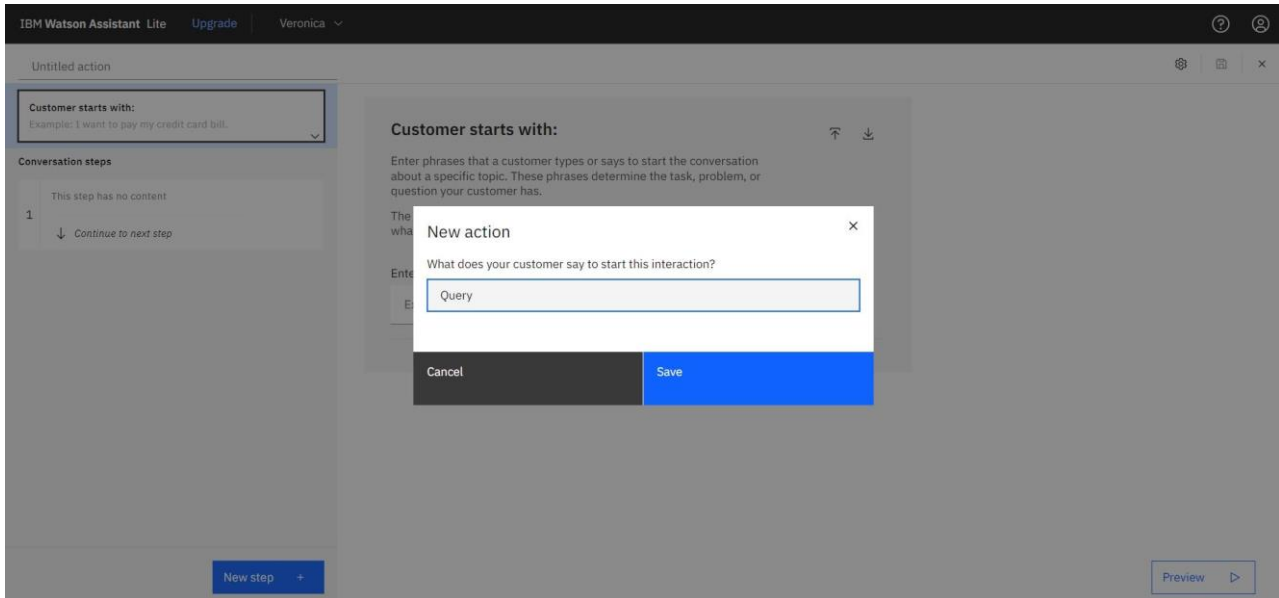 IBM Watson Assistant Lite Upgrade Veronica
Untitled action
Customer starts with:
Example: I want to pay my credit card bill.
Conversation steps
This step has no content
1
Continue to next step
New step +
Customer starts with:
Enter phrases that a customer types or says to start the conversation
about a specific topic. These phrases determine the task, problem, or
question your customer has.
The
wha
Ente
New action
What does your customer say to start this interaction?
Query
Cancel Save
Preview